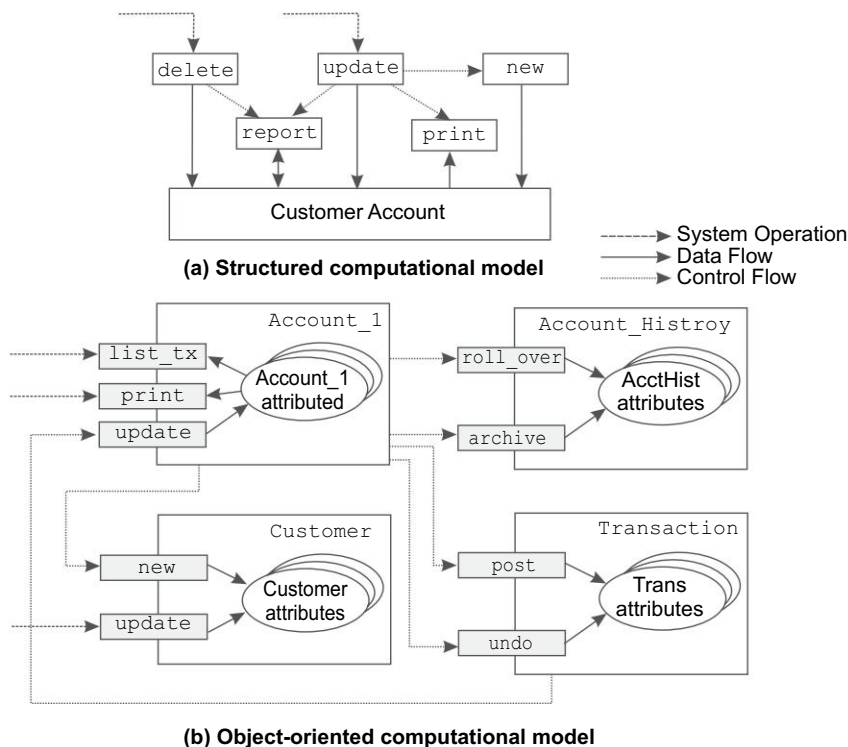 delete
update
new
report
print
Customer Account
(a) Structured computational model
System Operation
Data Flow
Control Flow
Account_1
list_tx
print
update
Account_1
attributed
Account_Histroy
roll_over
archive
AcctHist
attributes
Customer
new
update
Customer
attributes
Transaction
post
undo
Trans
attributes
(b) Object-oriented computational model